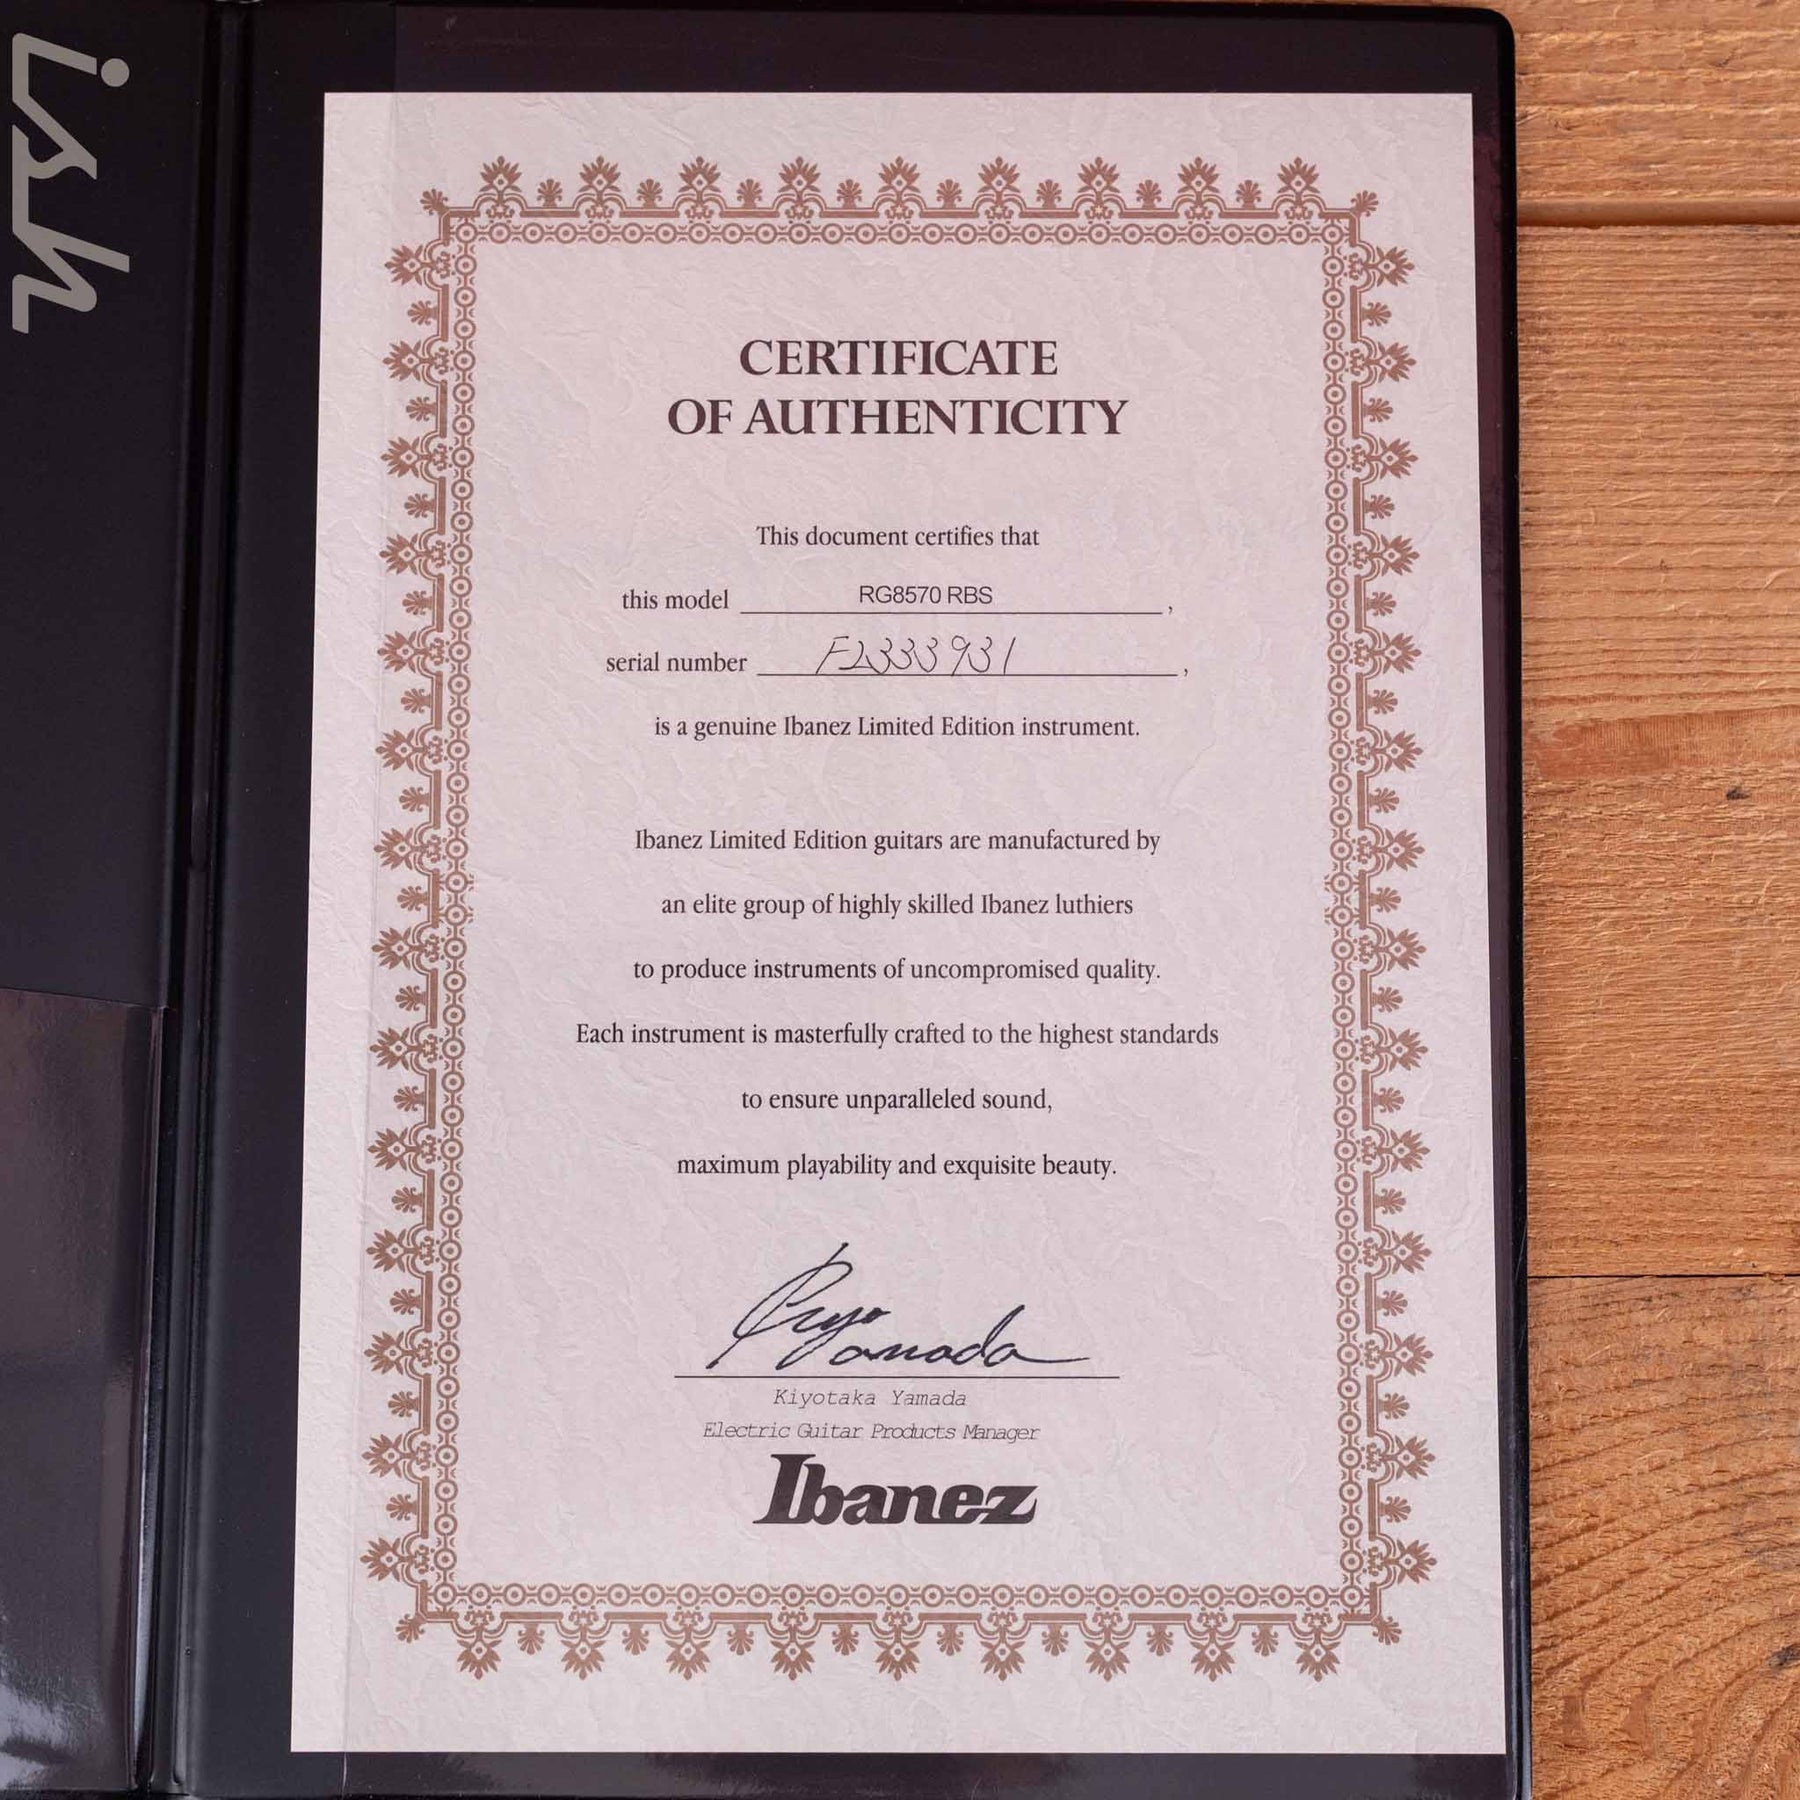 ish
CERTIFICATE
OF AUTHENTICITY
This document certifies that
this model RG8570 RBS ,
serial number F2333931 ,
is a genuine Ibanez Limited Edition instrument.
Ibanez Limited Edition guitars are manufactured by
an elite group of highly skilled Ibanez luthiers
to produce instruments of uncompromised quality.
Each instrument is masterfully crafted to the highest standards
to ensure unparalleled sound,
maximum playability and exquisite beauty.
Kiyo Yamada
Kiyotaka Yamada
Electric Guitar Products Manager
Ibanez